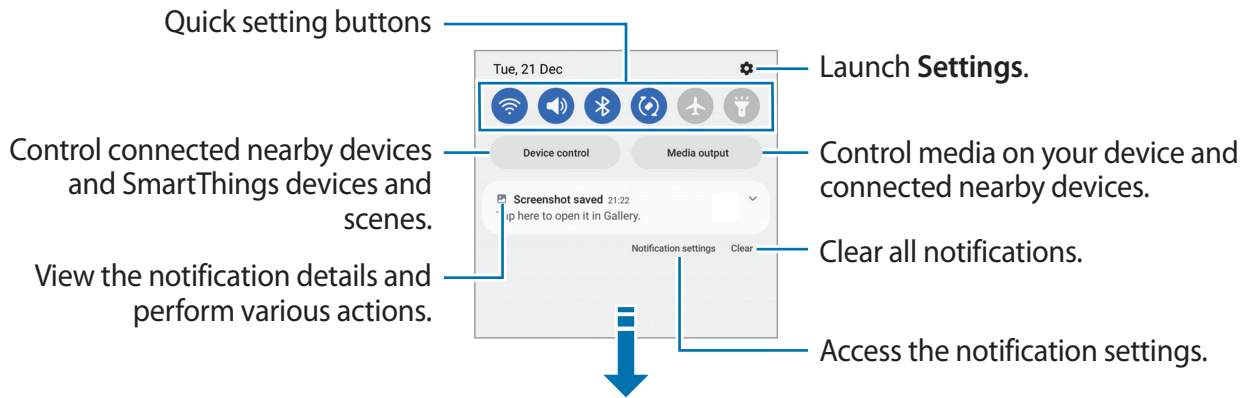 Quick setting buttons
Tue, 21 Dec
Launch Settings.
Control connected nearby devices
and SmartThings devices and
scenes.
Device control
Media output
Control media on your device and
connected nearby devices.
Screenshot saved 21:22
here to open it in Gallery.
View the notification details and
perform various actions.
Notification settings
Clear
Clear all notifications.
Access the notification settings.